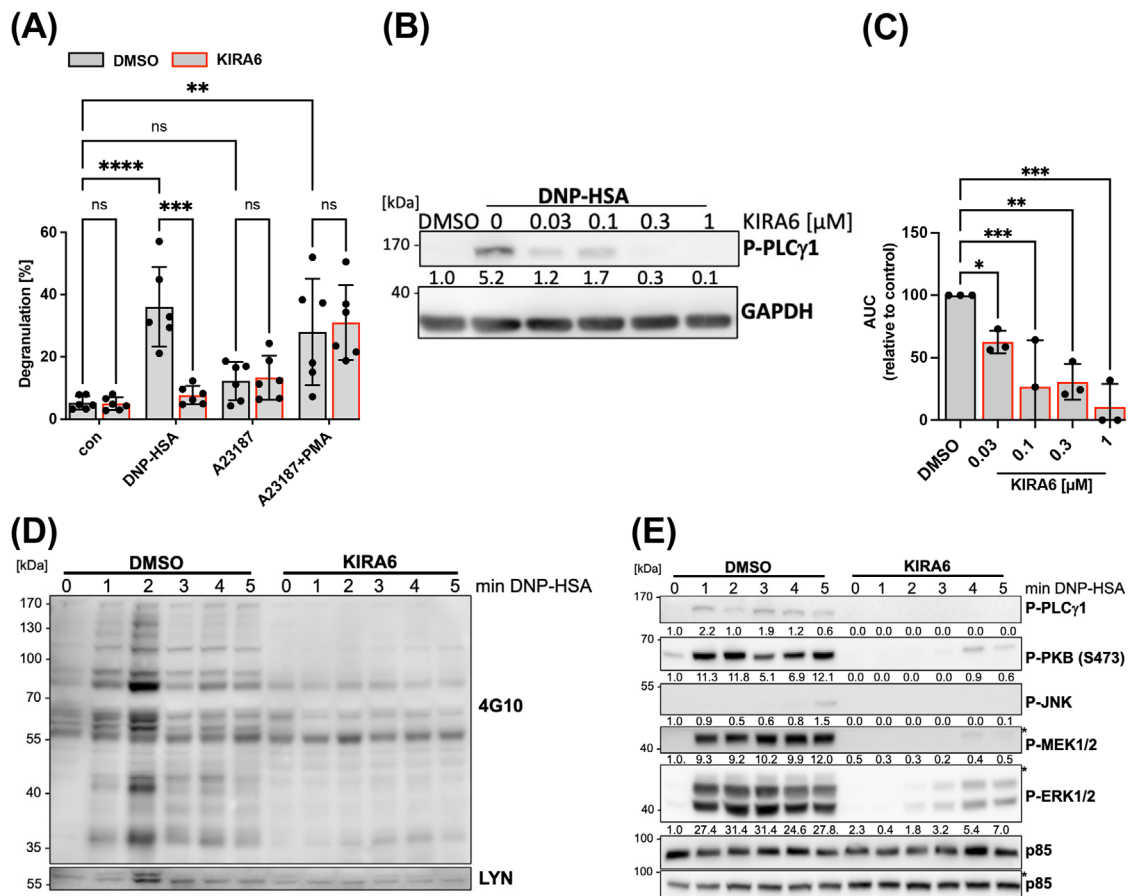 (A)
DMSO KIRA6
**
ns
****
ns *** ns ns
Degranulation [%]
60
40
20
0
con DNP-HSA A23187 A23187+PMA
(B)
DNP-HSA
[kDa] DMSO 0 0.03 0.1 0.3 1 KIRA6 [µM]
170 P-PLCγ1
1.0 5.2 1.2 1.7 0.3 0.1
40 GAPDH
(C)
***
**
***
*
AUC
(relative to control)
150
100
50
0
DMSO 0.03 0.1 0.3 1
KIRA6 [µM]
(D)
[kDa] DMSO KIRA6
0 1 2 3 4 5 0 1 2 3 4 5 min DNP-HSA
170
130
100
70
55
40
35
4G10
55 LYN
(E)
[kDa] DMSO KIRA6
0 1 2 3 4 5 0 1 2 3 4 5 min DNP-HSA
170 P-PLCγ1
1.0 2.2 1.0 1.9 1.2 0.6 0.0 0.0 0.0 0.0 0.0 0.0
70 P-PKB (S473)
1.0 11.3 11.8 5.1 6.9 12.1 0.0 0.0 0.0 0.0 0.9 0.6
55 P-JNK
1.0 0.9 0.5 0.6 0.8 1.5 0.0 0.0 0.0 0.0 0.0 0.1
*
40 P-MEK1/2
1.0 9.3 9.2 10.2 9.9 12.0 0.5 0.3 0.3 0.2 0.4 0.5
*
40 P-ERK1/2
1.0 27.4 31.4 31.4 24.6 27.8. 2.3 0.4 1.8 3.2 5.4 7.0
100 p85
*
100 p85